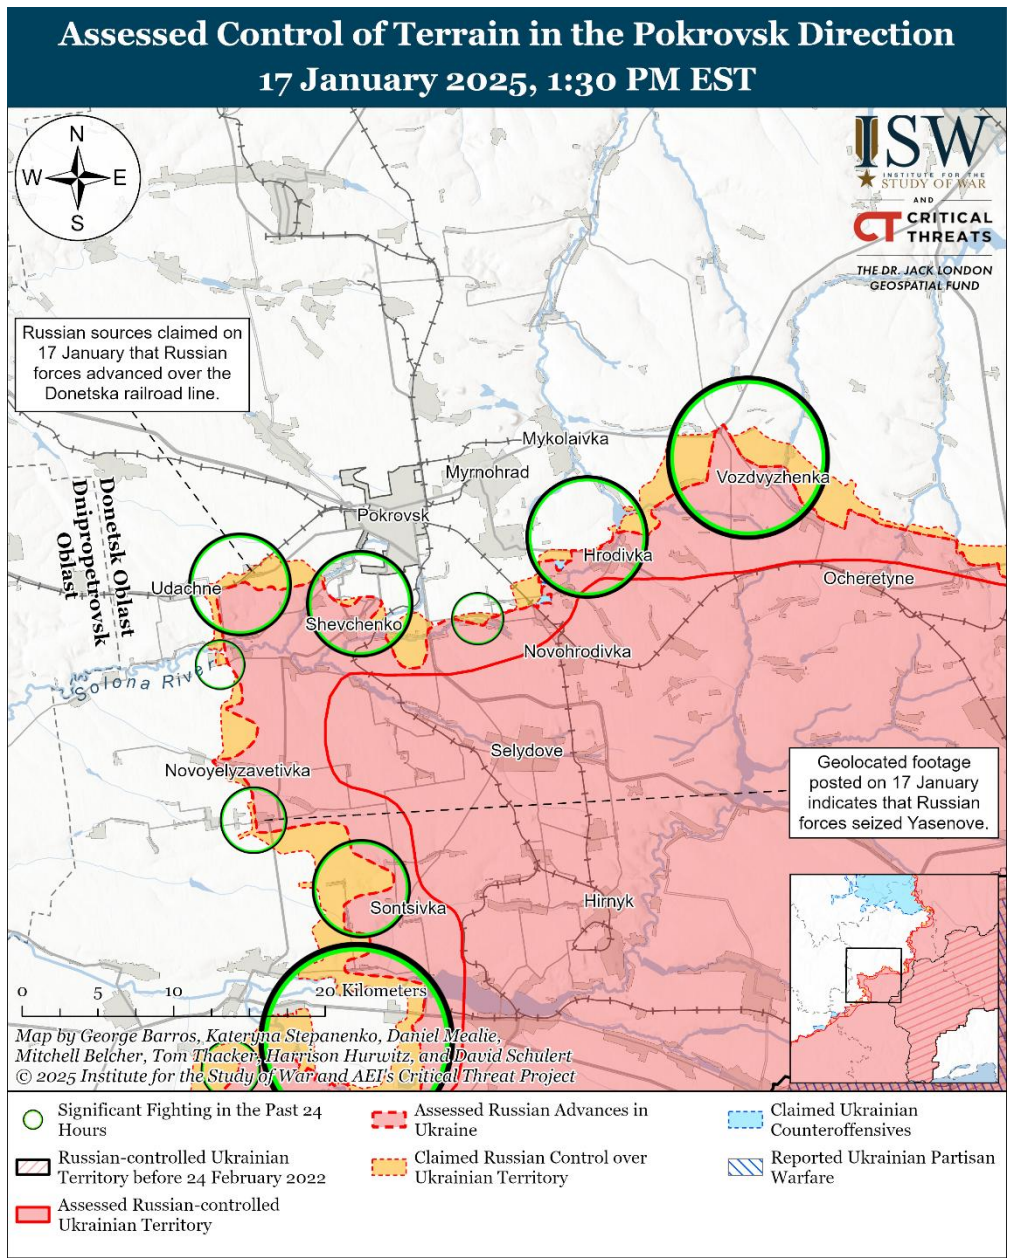 Assessed Control of Terrain in the Pokrovsk Direction
17 January 2025, 1:30 PM EST
N
W
E
S
ISW
INSTITUTE FOR THE
STUDY OF WAR
AND
CT CRITICAL
THREATS
THE DR. JACK LONDON
GEOSPATIAL FUND
Russian sources claimed on
17 January that Russian
forces advanced over the
Donetska railroad line.
Mykolaivka
Myrnohrad
Vozdvyzhenka
Pokrovsk
Donetsk Oblast
Dnipropetrovsk
Oblast
Hrodivka
Ocheretyne
Udachne
Shevchenko
Novohrodivka
Solona River
Selydove
Novoyelyzavetivka
Geolocated footage
posted on 17 January
indicates that Russian
forces seized Yasenove.
Sontsivka
Hirnyk
0 5 10 20 Kilometers
Map by George Barros, Kateryna Stepanenko, Daniel Mealie,
Mitchell Belcher, Tom Thacker, Harrison Hurwitz, and David Schulert
© 2025 Institute for the Study of War and AEI's Critical Threat Project
Significant Fighting in the Past 24
Hours
Russian-controlled Ukrainian
Territory before 24 February 2022
Assessed Russian-controlled
Ukrainian Territory
Assessed Russian Advances in
Ukraine
Claimed Russian Control over
Ukrainian Territory
Claimed Ukrainian
Counteroffensives
Reported Ukrainian Partisan
Warfare